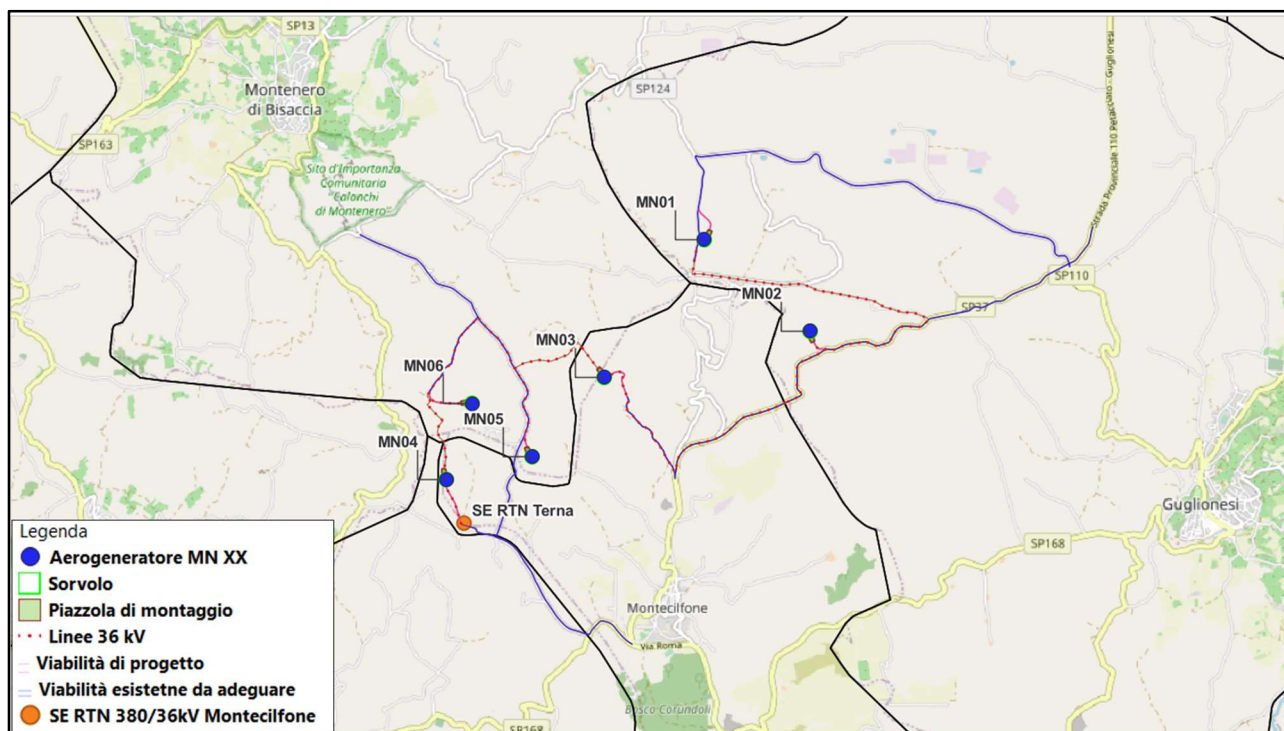 SP13
SP124
Montenero
di Bisaccia
SP163
Sito d'Importanza
Comunitaria
"Calanchi
di Montenero"
Strada Provinciale 110 Petacciato - Guglionesi
MN01
SP110
MN02
SP37
MN03
MN06
MN05
MN04
SE RTN Terna
Guglionesi
SP168
Montecilfone
Via Roma
Bosco Corundoli
SP168
Legenda
Aerogeneratore MN XX
Sorvolo
Piazzola di montaggio
Linee 36 kV
Viabilità di progetto
Viabilità esistetne da adeguare
SE RTN 380/36kV Montecilfone